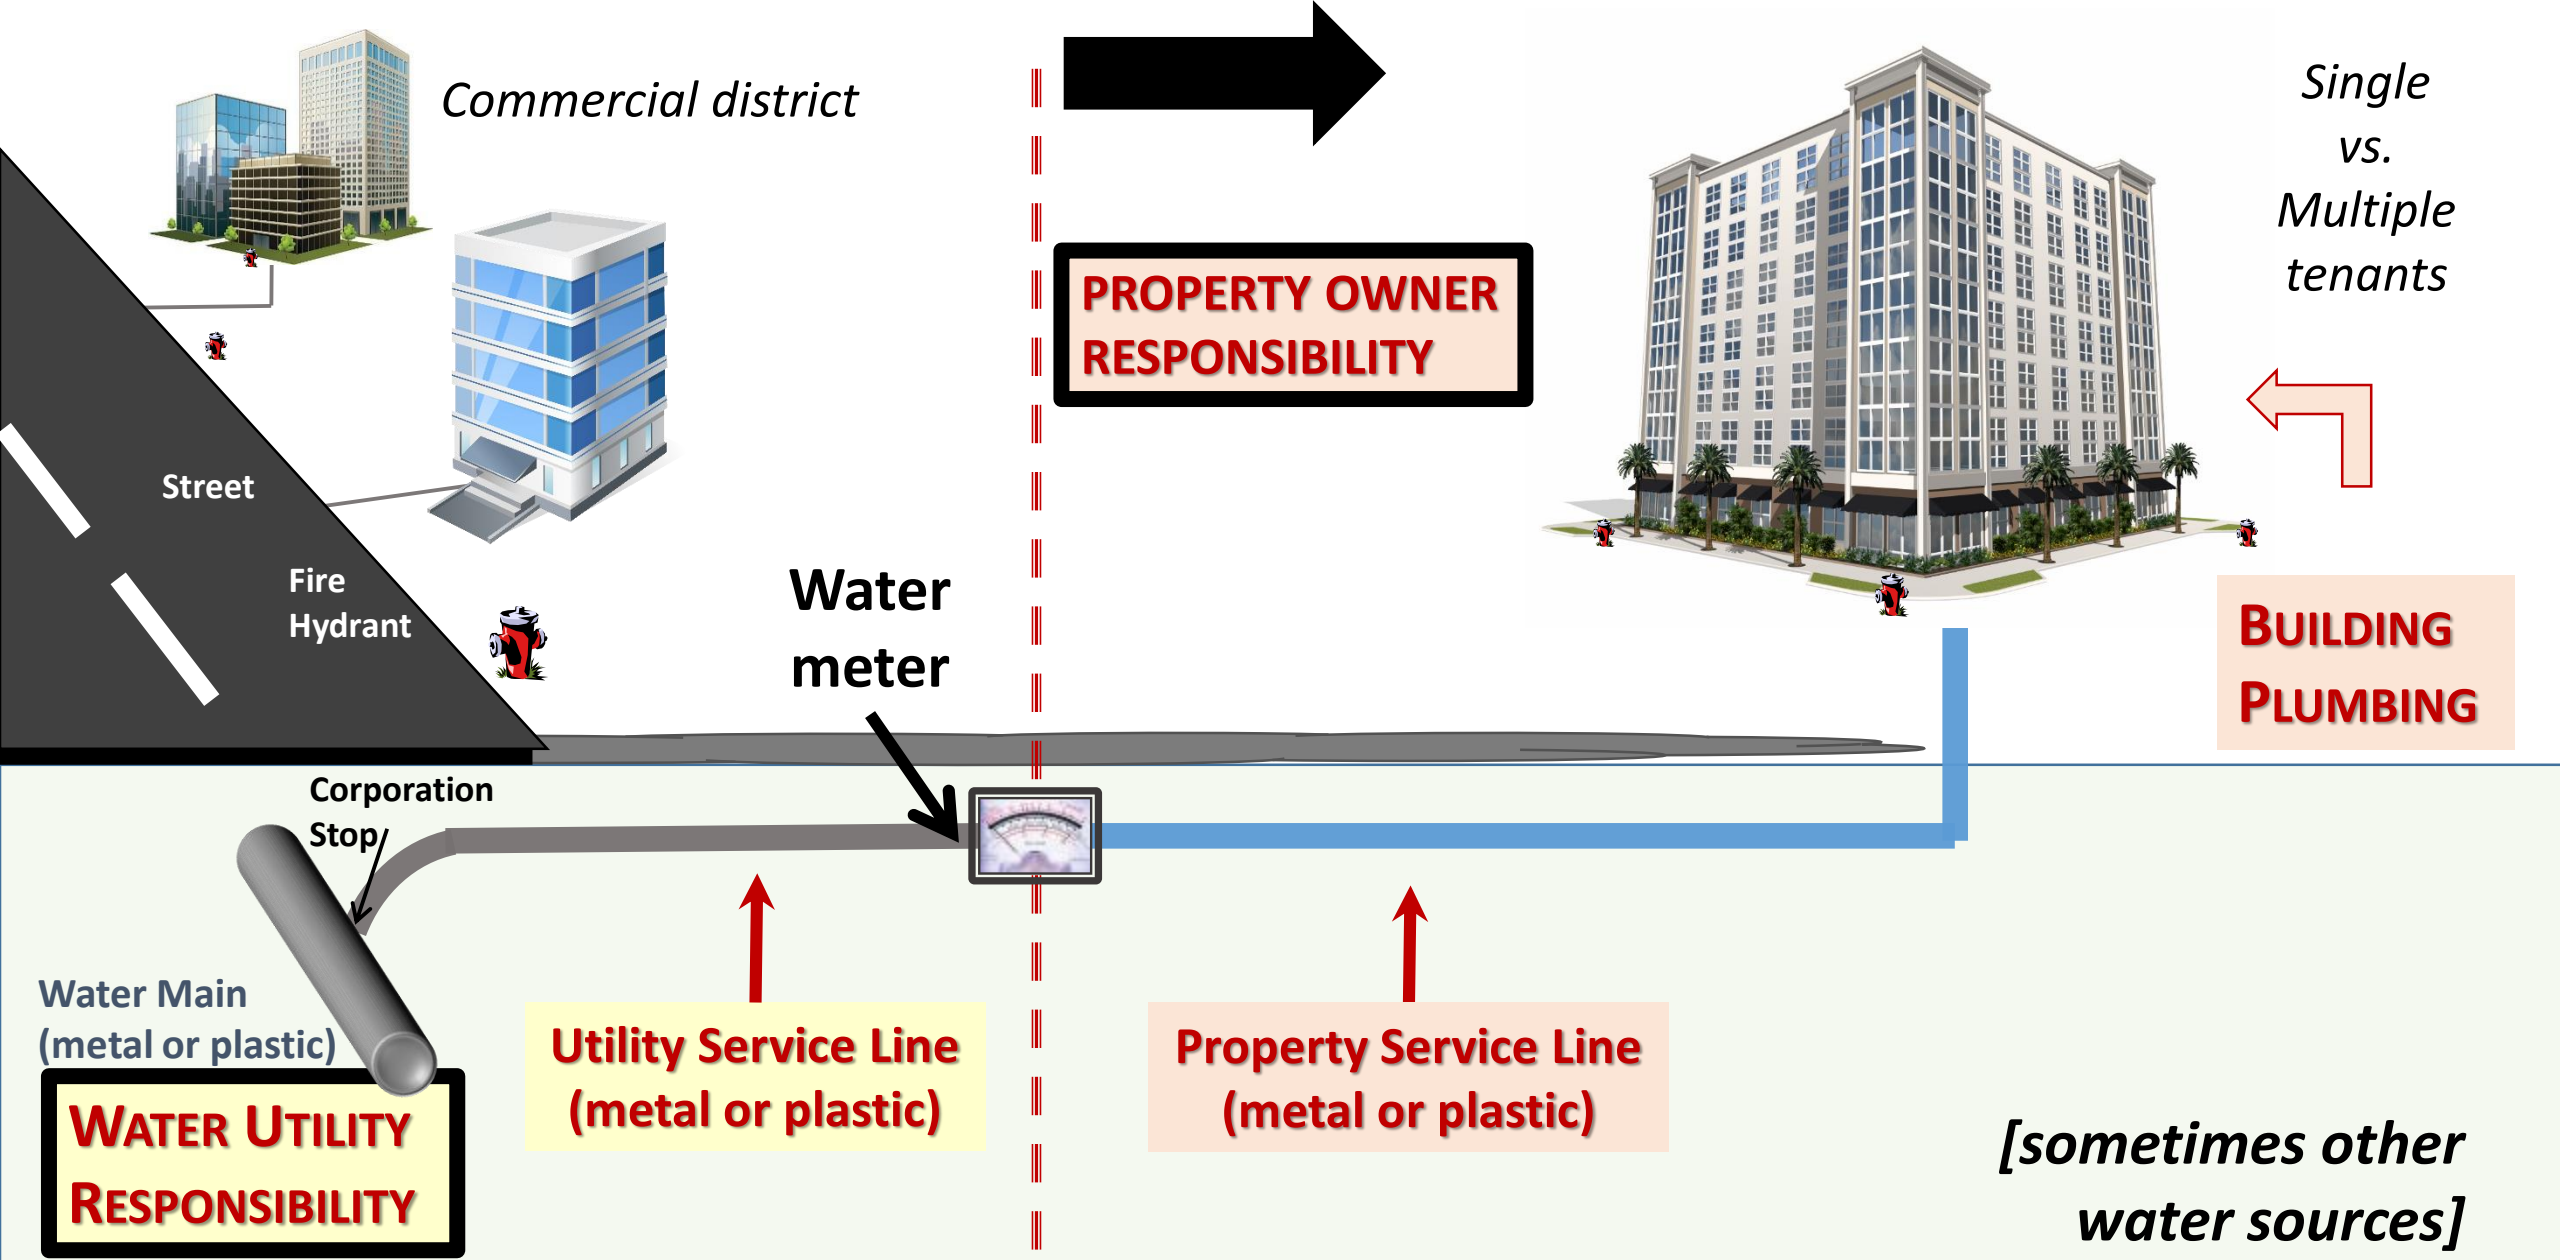 Commercial district
Single
vs.
Multiple
tenants
PROPERTY OWNER
RESPONSIBILITY
Street
Fire
Hydrant
Water
meter
BUILDING
PLUMBING
Corporation
Stop
Water Main
(metal or plastic)
WATER UTILITY
RESPONSIBILITY
Utility Service Line
(metal or plastic)
Property Service Line
(metal or plastic)
[sometimes other
water sources]